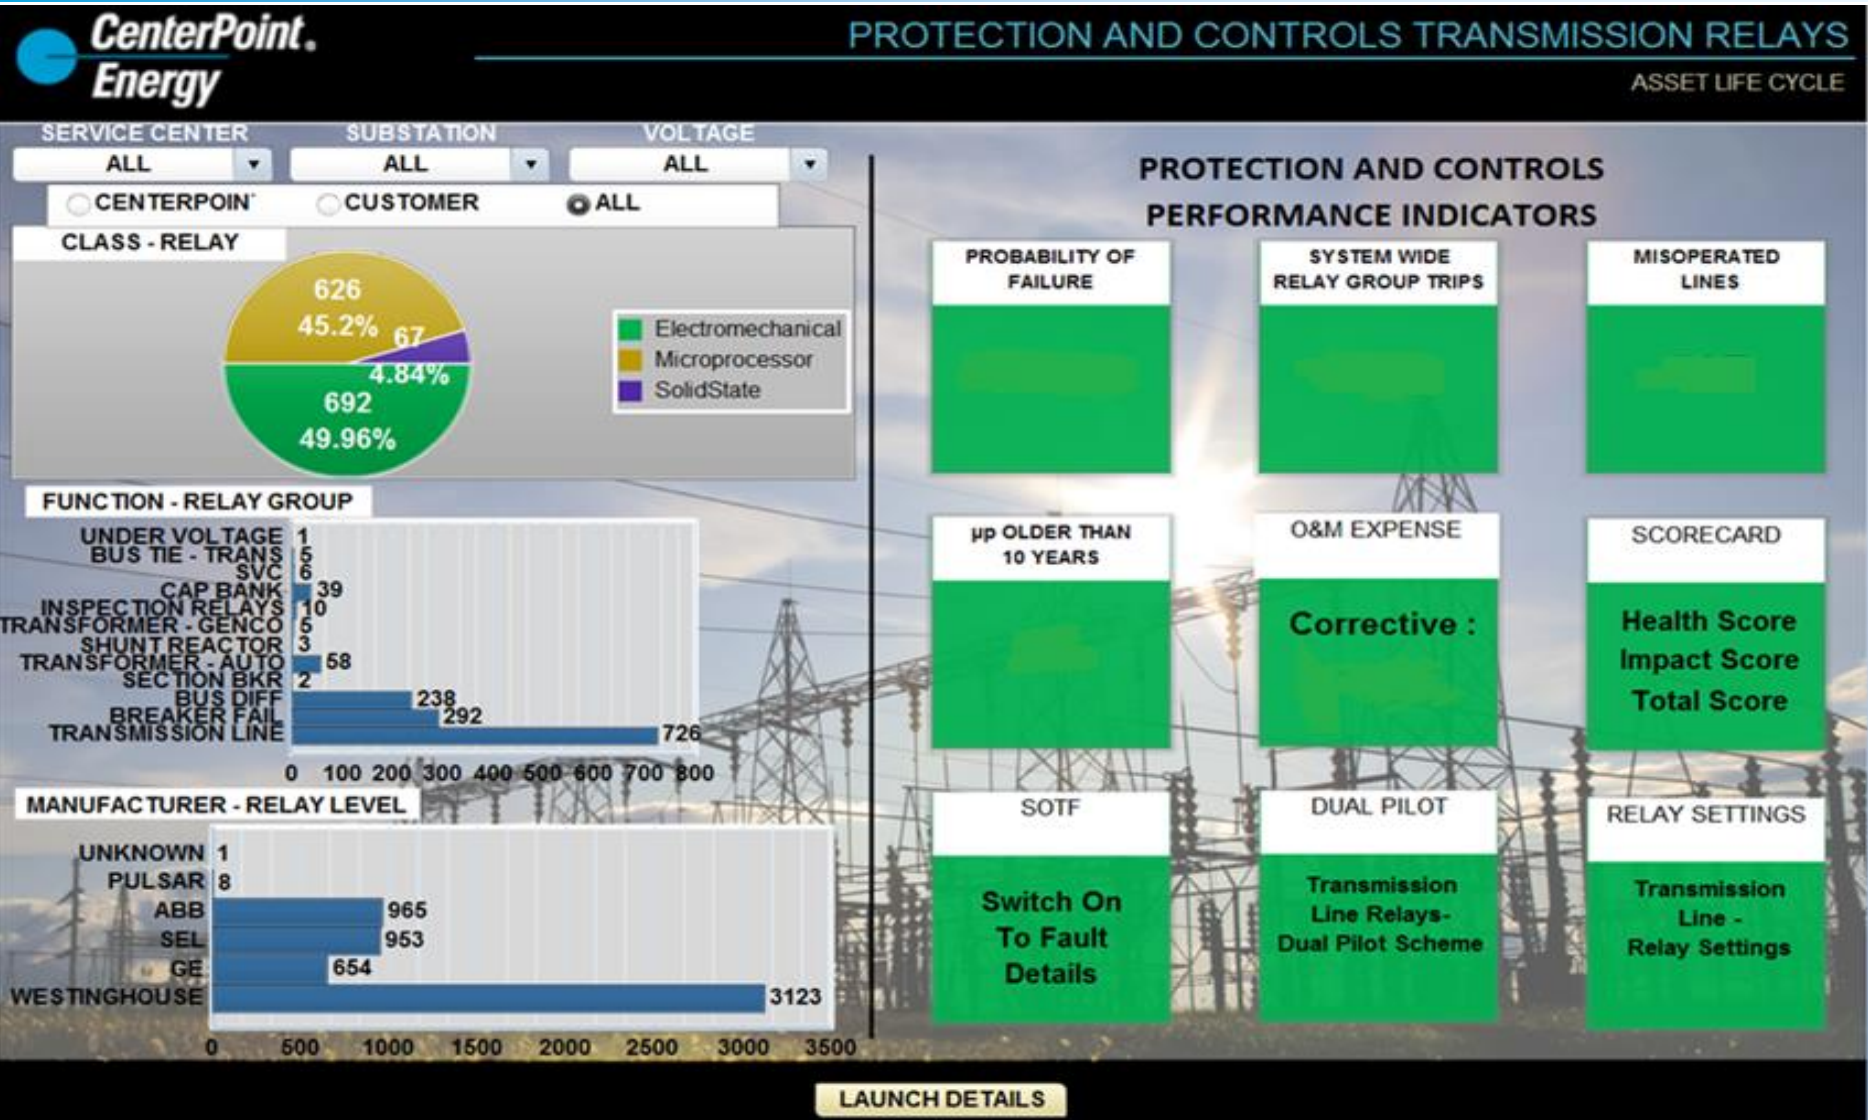 CenterPoint.
Energy
PROTECTION AND CONTROLS TRANSMISSION RELAYS
ASSET LIFE CYCLE
SERVICE CENTER
SUBSTATION
VOLTAGE
ALL
ALL
ALL
CENTERPOIN
CUSTOMER
ALL
CLASS - RELAY
626
45.2%
67
4.84%
692
49.96%
Electromechanical
Microprocessor
SolidState
FUNCTION - RELAY GROUP
UNDER VOLTAGE 1
BUS TIE - TRANS 5
SVC 6
CAP BANK 39
INSPECTION RELAYS 10
TRANSFORMER - GENCO 5
SHUNT REACTOR 3
TRANSFORMER - AUTO 58
SECTION BKR 2
BUS DIFF 238
BREAKER FAIL 292
TRANSMISSION LINE 726
0 100 200 300 400 500 600 700 800
MANUFACTURER - RELAY LEVEL
UNKNOWN 1
PULSAR 8
ABB 965
SEL 953
GE 654
WESTINGHOUSE 3123
0 500 1000 1500 2000 2500 3000 3500
PROTECTION AND CONTROLS
PERFORMANCE INDICATORS
PROBABILITY OF
FAILURE
SYSTEM WIDE
RELAY GROUP TRIPS
MISOPERATED
LINES
µp OLDER THAN
10 YEARS
O&M EXPENSE
Corrective :
SCORECARD
Health Score
Impact Score
Total Score
SOTF
Switch On
To Fault
Details
DUAL PILOT
Transmission
Line Relays-
Dual Pilot Scheme
RELAY SETTINGS
Transmission
Line -
Relay Settings
LAUNCH DETAILS